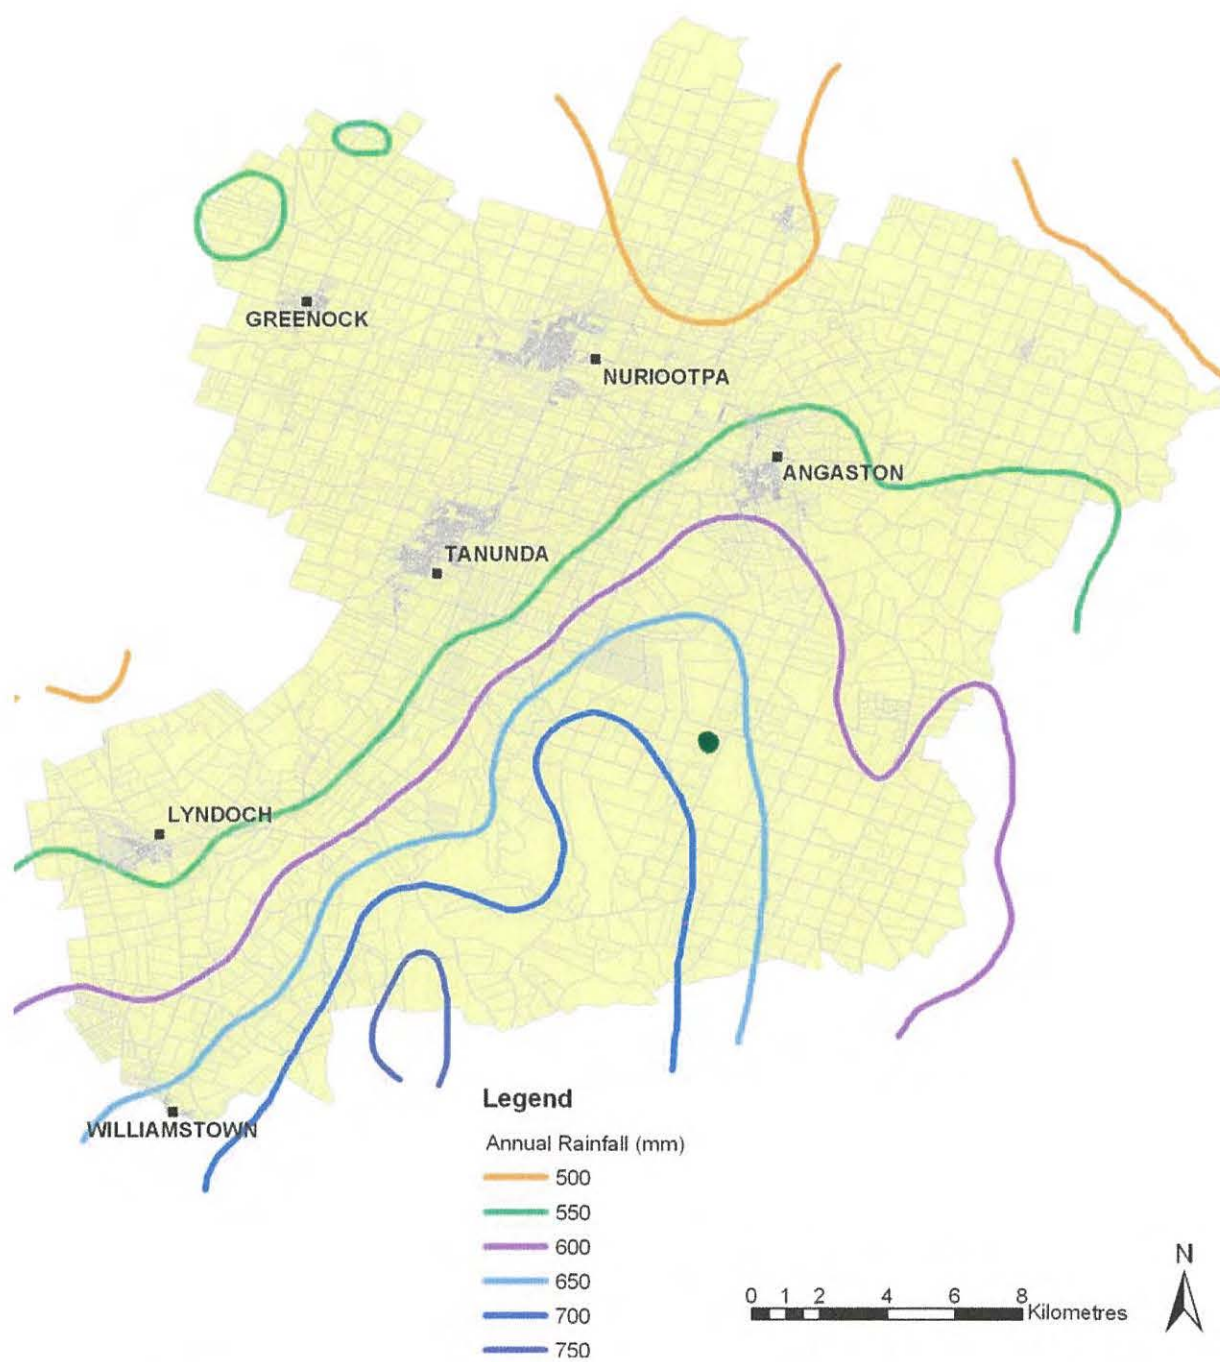 GREENOCK
NURIOOTPA
ANGASTON
TANUNDA
LYNDOCH
WILLIAMSTOWN
Legend
Annual Rainfall (mm)
500
550
600
650
700
750
N
0 1 2 4 6 8
Kilometres